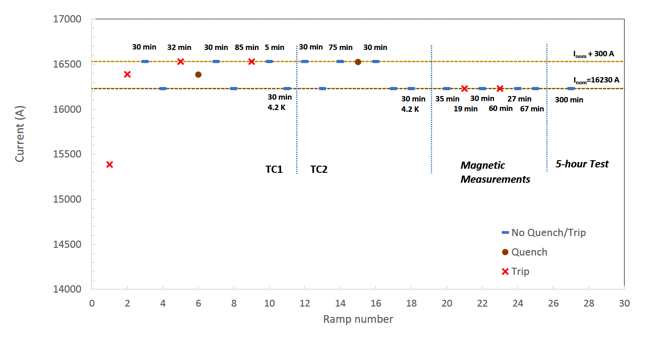 17000
30 min 32 min 30 min 85 min 5 min 30 min 75 min 30 min
Inom + 300 A
16500
Inom=16230 A
16000
30 min 30 min 35 min 30 min 27 min 300 min
4.2 K 4.2 K 19 min 60 min 67 min
Current (A)
15500
TC1 TC2 Magnetic Measurements 5-hour Test
15000
14500
No Quench/Trip
Quench
Trip
14000
0 2 4 6 8 10 12 14 16 18 20 22 24 26 28 30
Ramp number